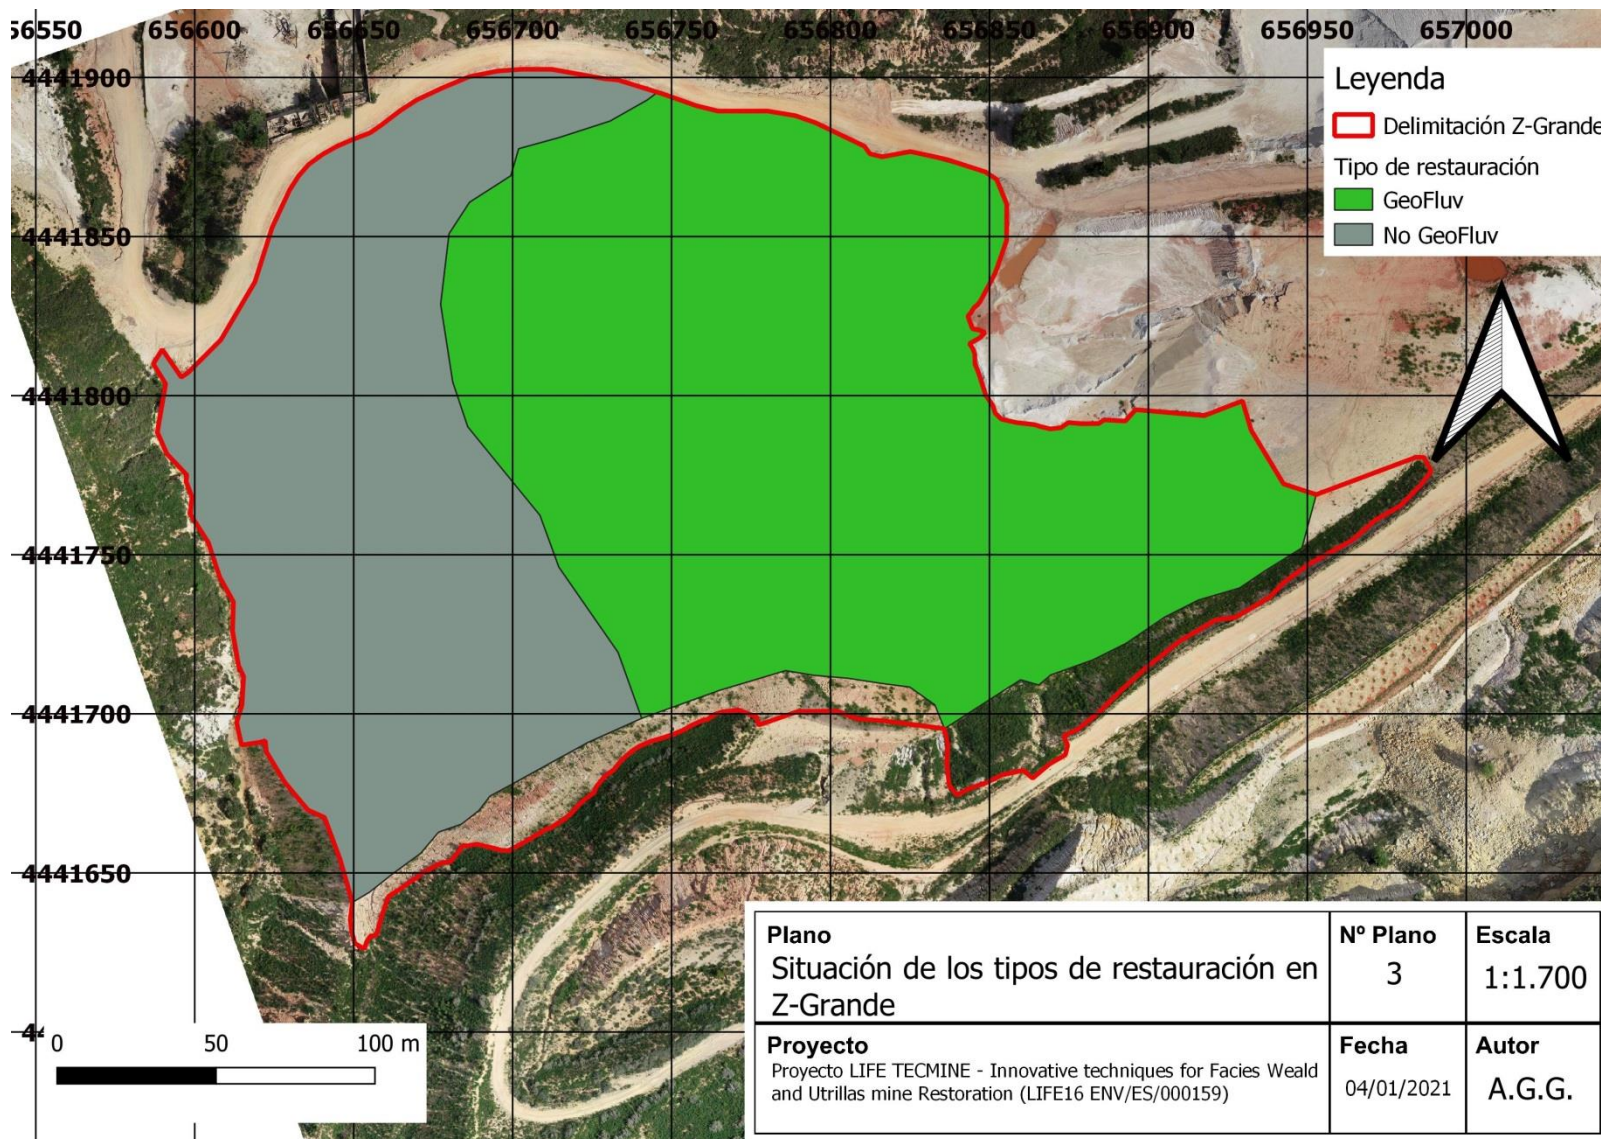 56550 656600 656650 656700 656750 656800 656850 656900 656950 657000
4441900
4441850
4441800
4441750
4441700
4441650
Leyenda
Delimitación Z-Grande
Tipo de restauración
GeoFluv
No GeoFluv
0 50 100 m
Plano
Situación de los tipos de restauración en
Z-Grande
Nº Plano
3
Escala
1:1.700
Proyecto
Proyecto LIFE TECMINE - Innovative techniques for Facies Weald
and Utrillas mine Restoration (LIFE16 ENV/ES/000159)
Fecha
04/01/2021
Autor
A.G.G.